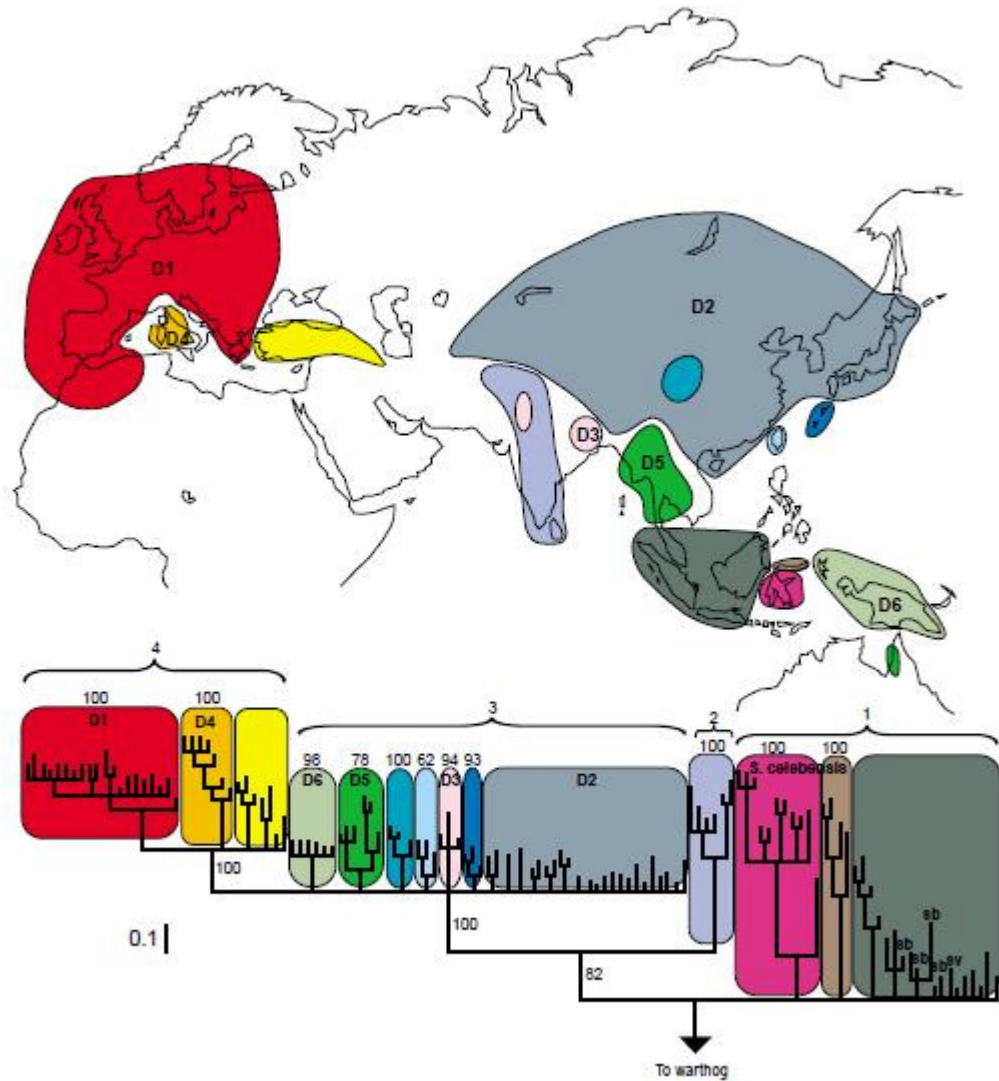 D1
D2
D4
D3
D5
D6
4
3
2
1
100
100
98
78
100
62
94
93
100
100
100
D1
D4
D6
D5
D3
D2
S. celebensis
100
100
82
sb
sb
sb
sb
sv
0.1
To warthog